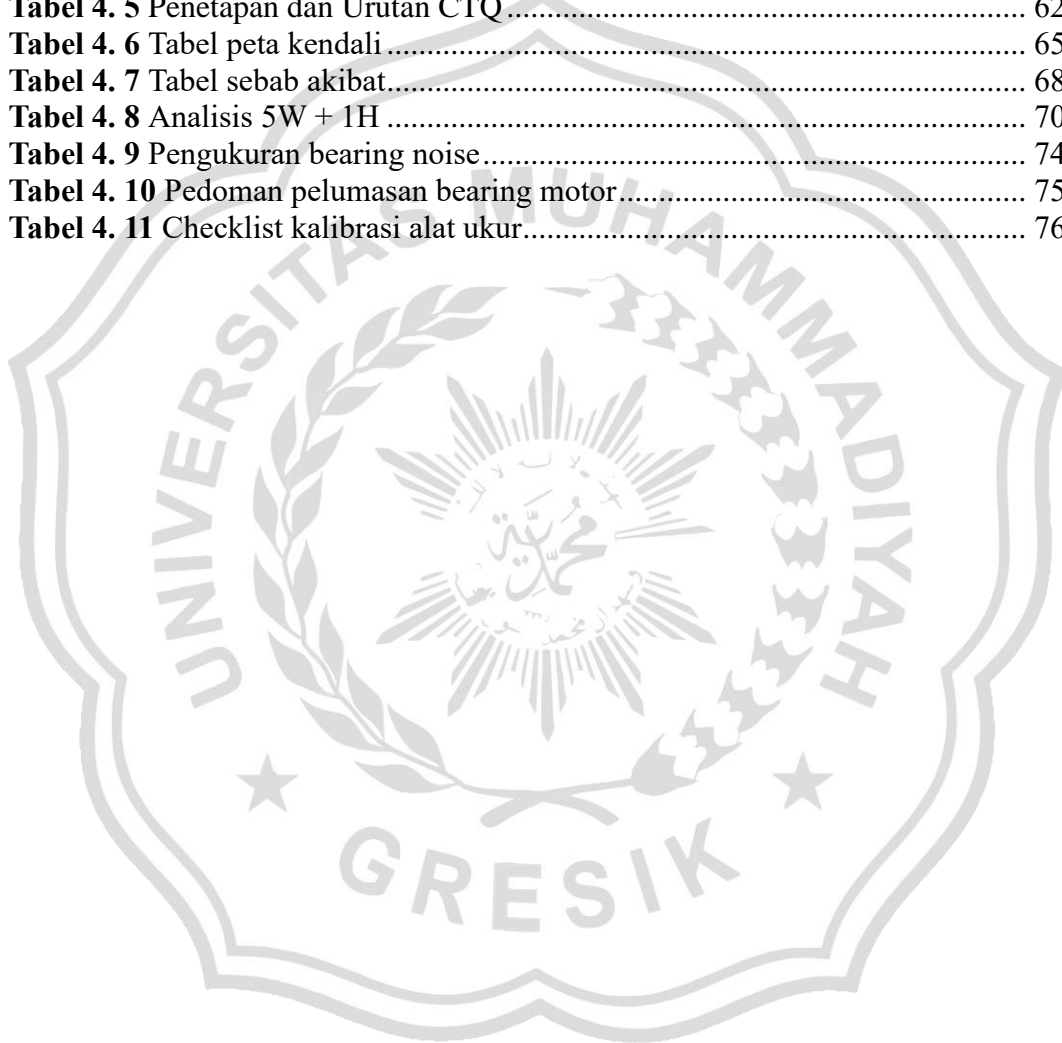 Tabel 4. 5 Penetapan dan Urutan CTQ 62
Tabel 4. 6 Tabel peta kendali 65
Tabel 4. 7 Tabel sebab akibat 68
Tabel 4. 8 Analisis 5W + 1H 70
Tabel 4. 9 Pengukuran bearing noise 74
Tabel 4. 10 Pedoman pelumasan bearing motor 75
Tabel 4. 11 Checklist kalibrasi alat ukur 76
UNIVERSITAS MUHAMMADIYAH
GRESIK